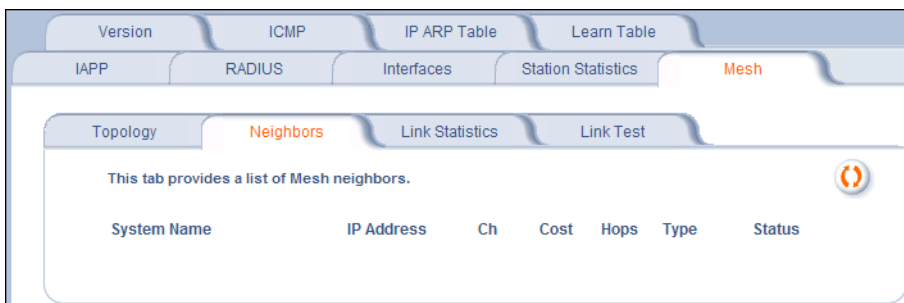 Version ICMP IP ARP Table Learn Table
IAPP RADIUS Interfaces Station Statistics Mesh
Topology Neighbors Link Statistics Link Test
This tab provides a list of Mesh neighbors.
System Name IP Address Ch Cost Hops Type Status